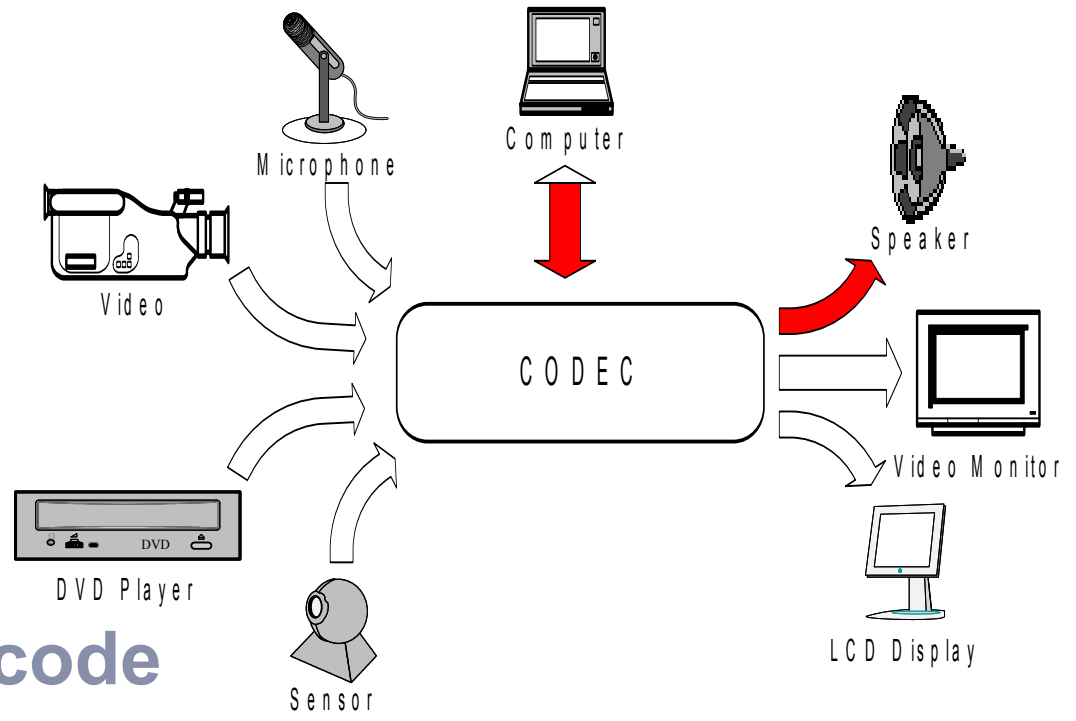 Microphone
Computer
Speaker
Video
CODEC
Video Monitor
DVD
DVD Player
LCD Display
code
Sensor